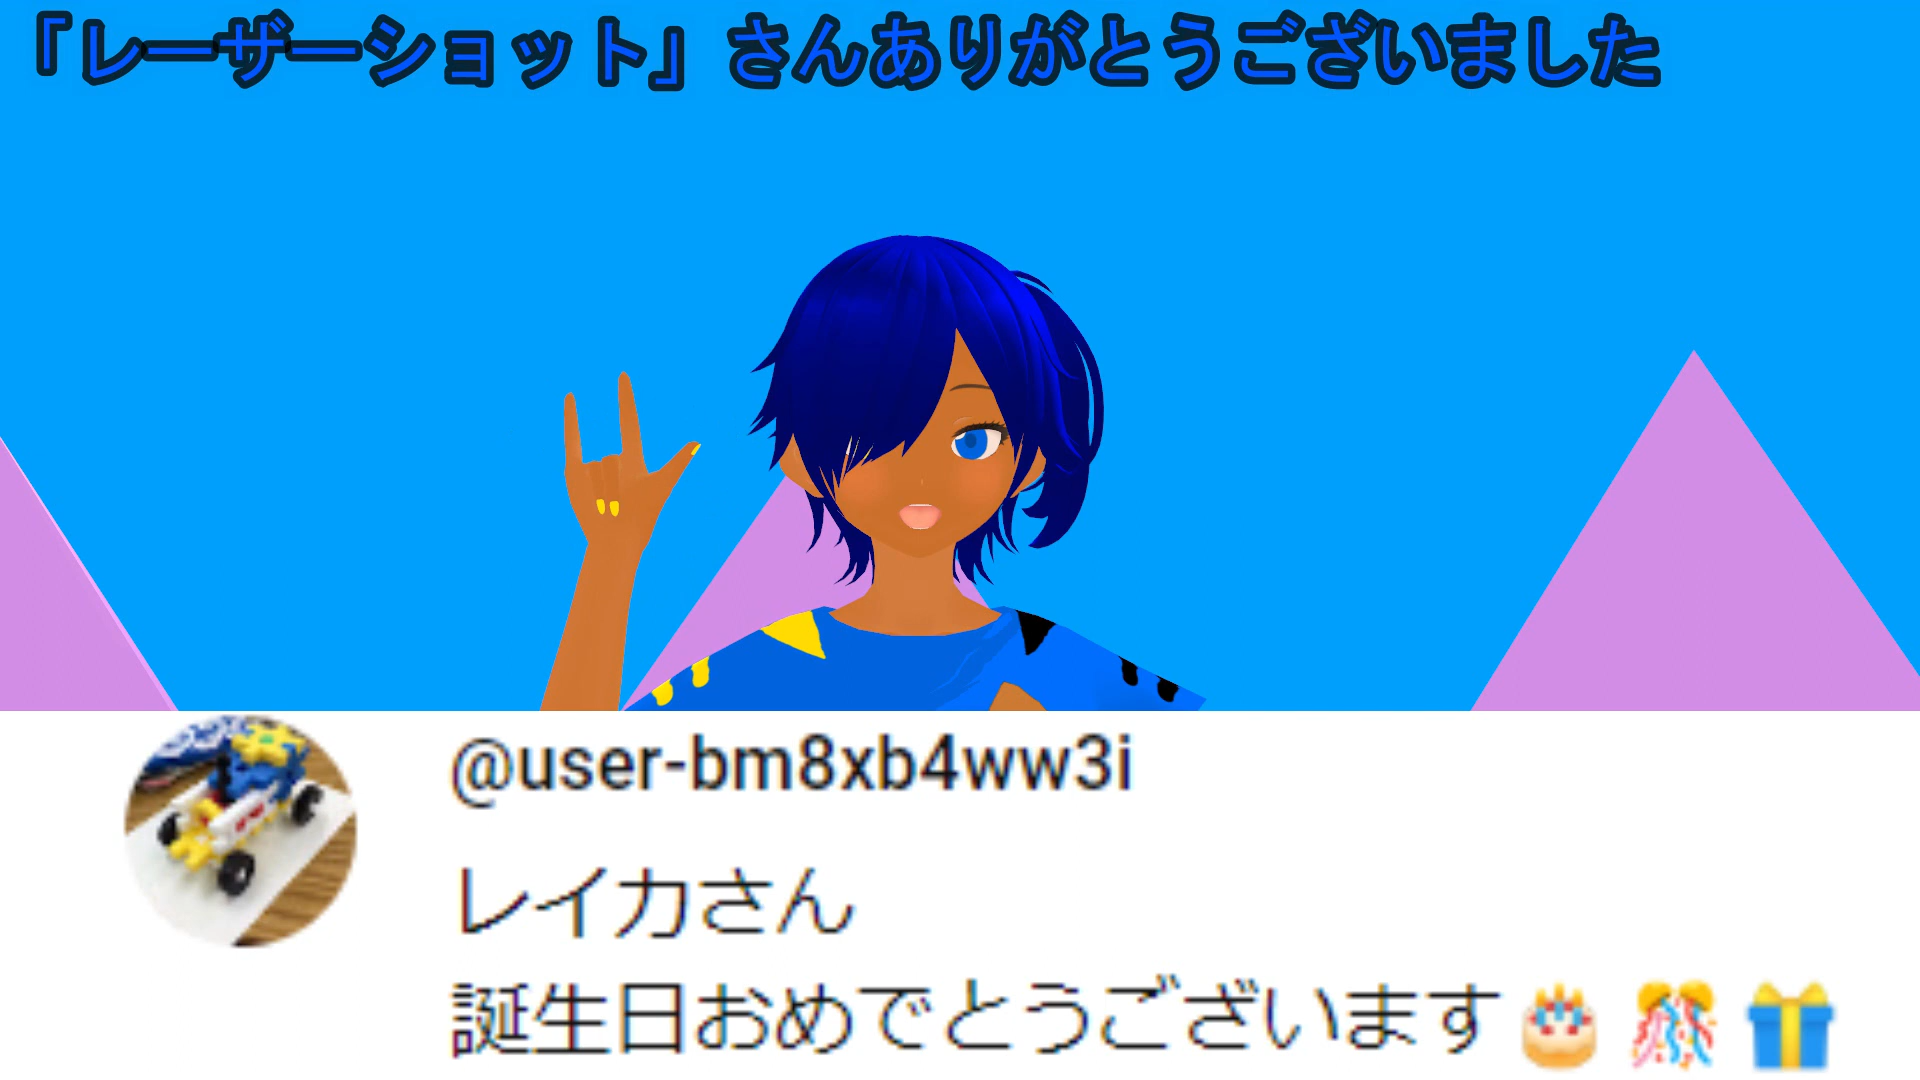 「レーザーショット」さんありがとうございました
@user-bm8xb4ww3i
レイカさん
誕生日おめでとうございます🎂🎊🎁